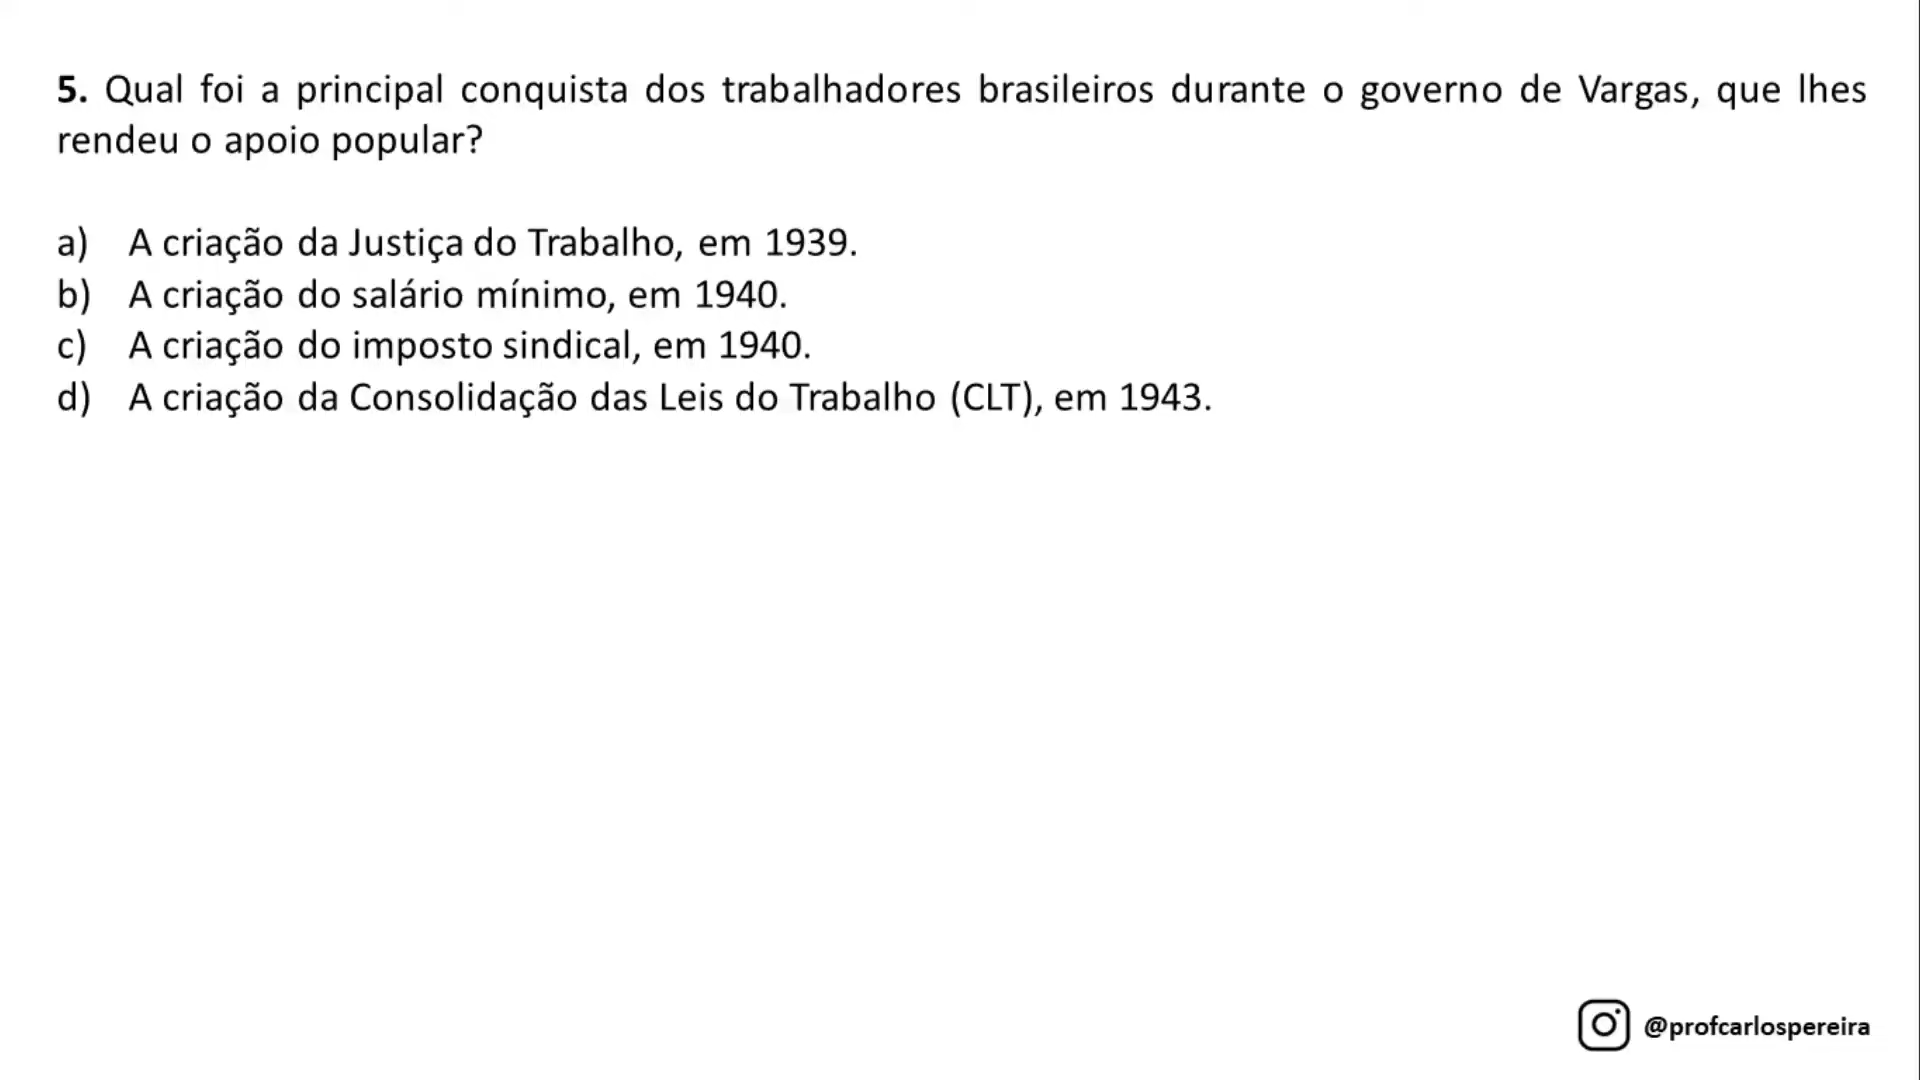 5. Qual foi a principal conquista dos trabalhadores brasileiros durante o governo de Vargas, que lhes
rendeu o apoio popular?
a) A criação da Justiça do Trabalho, em 1939.
b) A criação do salário mínimo, em 1940.
c) A criação do imposto sindical, em 1940.
d) A criação da Consolidação das Leis do Trabalho (CLT), em 1943.
@profcarlospereira